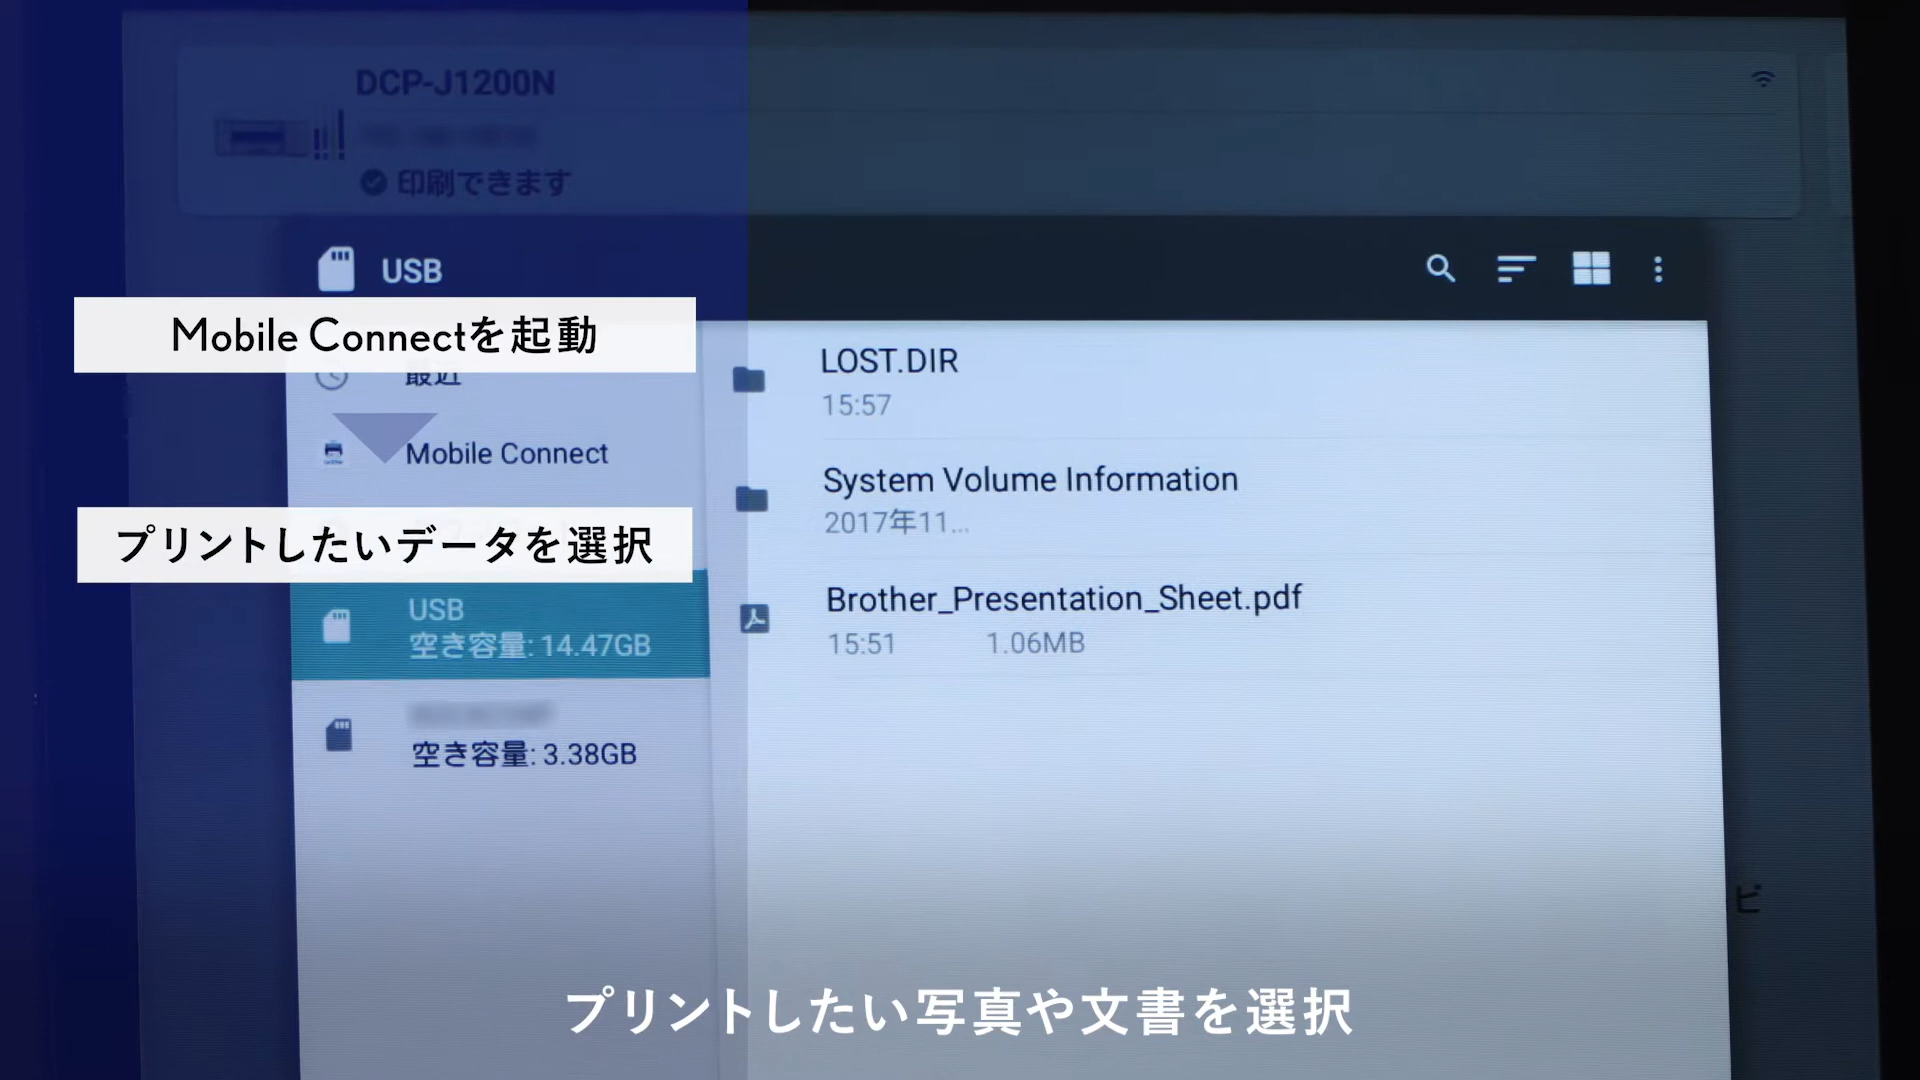 DCP-J1200N
印刷できます
USB
Mobile Connectを起動
最近
Mobile Connect
プリントしたいデータを選択
USB
空き容量: 14.47GB
空き容量: 3.38GB
LOST.DIR
15:57
System Volume Information
2017年11...
Brother_Presentation_Sheet.pdf
15:51 1.06MB
ピ
プリントしたい写真や文書を選択